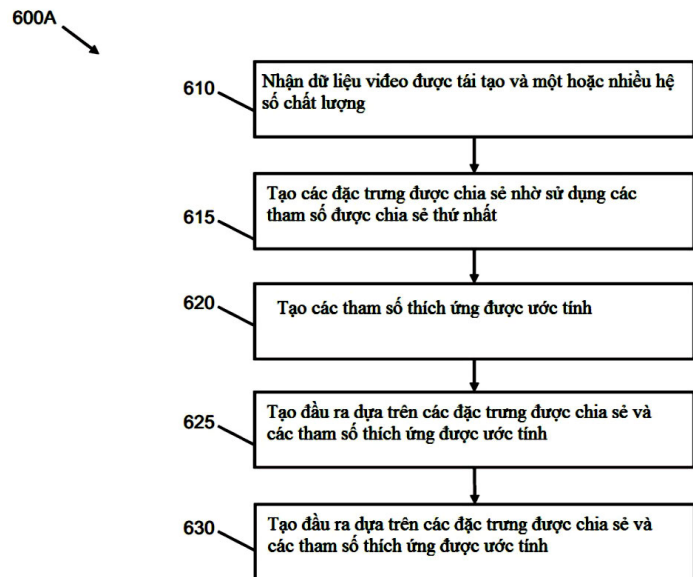 600A
610
Nhận dữ liệu viđeo được tái tạo và một hoặc nhiều hệ
số chất lượng
615
Tạo các đặc trưng được chia sẻ nhờ sử dụng các
tham số được chia sẻ thứ nhất
620
Tạo các tham số thích ứng được ước tính
625
Tạo đầu ra dựa trên các đặc trưng được chia sẻ và
các tham số thích ứng được ước tính
630
Tạo đầu ra dựa trên các đặc trưng được chia sẻ và
các tham số thích ứng được ước tính